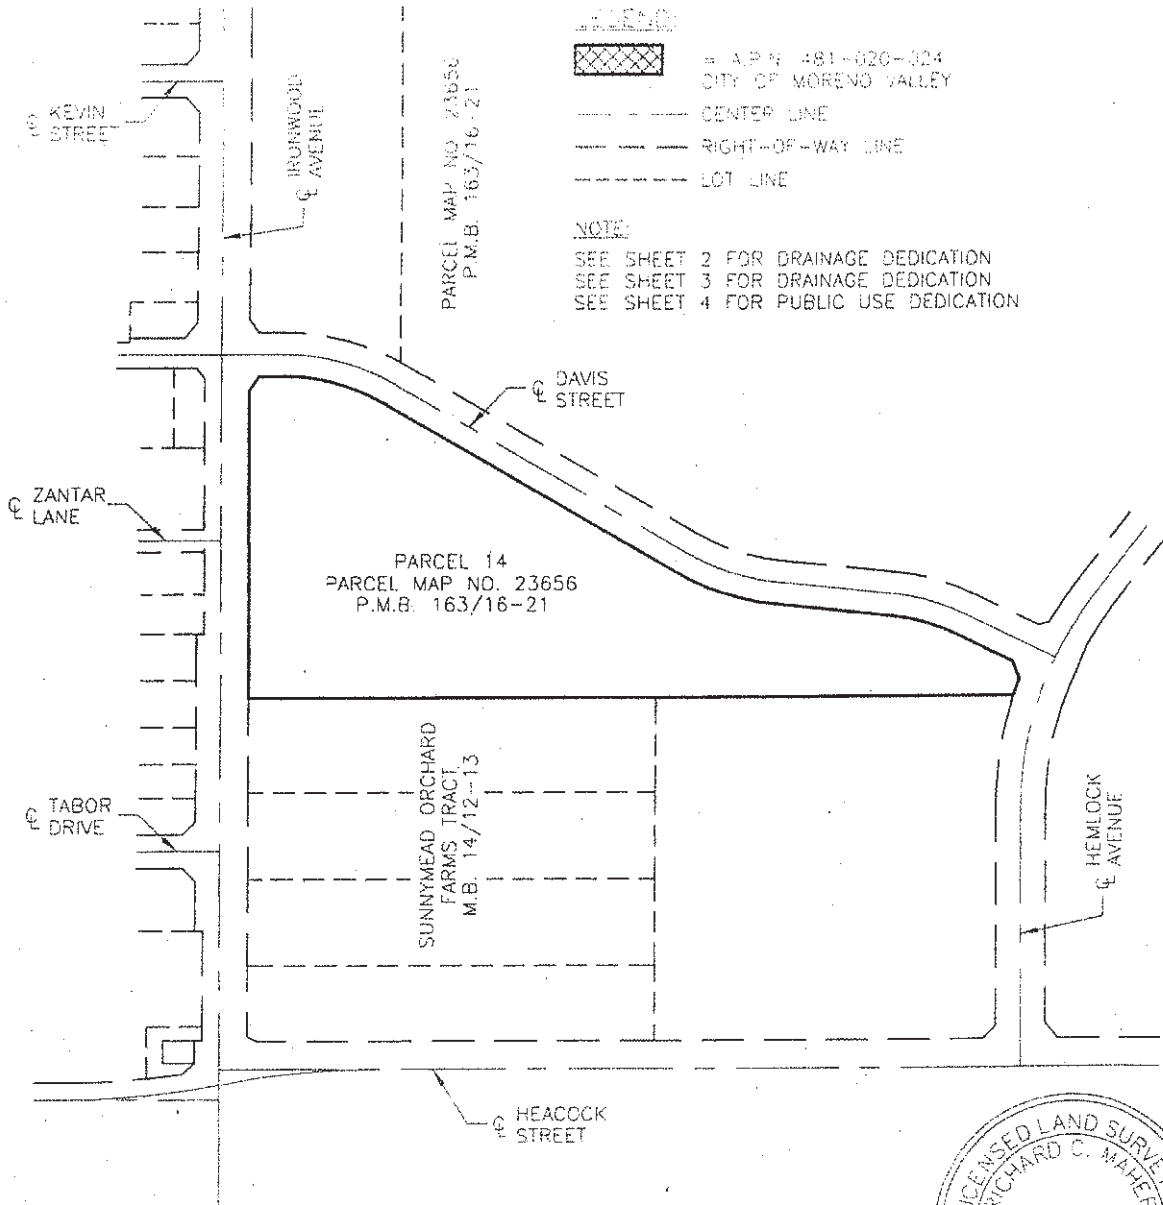 LEGEND:
= A.P.N. 481-020-024
CITY OF MORENO VALLEY
CENTER LINE
RIGHT-OF-WAY LINE
LOT LINE
NOTE:
SEE SHEET 2 FOR DRAINAGE DEDICATION
SEE SHEET 3 FOR DRAINAGE DEDICATION
SEE SHEET 4 FOR PUBLIC USE DEDICATION
℄ KEVIN
STREET
℄ IRONWOOD
AVENUE
PARCEL MAP NO. 23656
P.M.B. 163/16-21
℄ DAVIS
STREET
℄ ZANTAR
LANE
PARCEL 14
PARCEL MAP NO. 23656
P.M.B. 163/16-21
℄ TABOR
DRIVE
SUNNYMEAD ORCHARD
FARMS TRACT
M.B. 14/12-13
℄ HEMLOCK
AVENUE
℄ HEACOCK
STREET
LAND
RICHARD C. MAHER